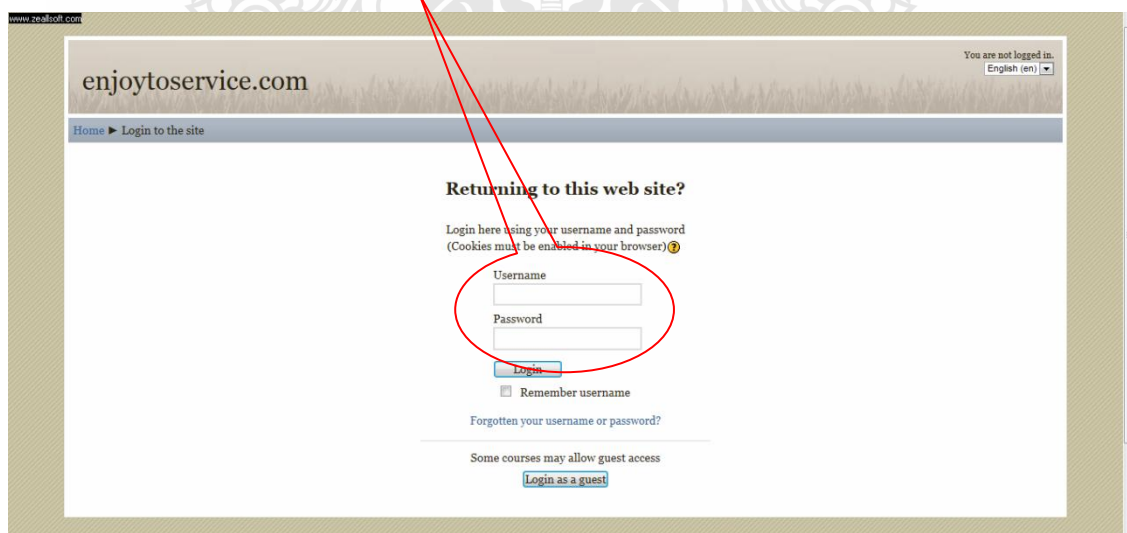 www.zeallsoft.com
You are not logged in.
English (en)
enjoytoservice.com
Home ► Login to the site
Returning to this web site?
Login here using your username and password
(Cookies must be enabled in your browser)
Username
Password
Login
Remember username
Forgotten your username or password?
Some courses may allow guest access
Login as a guest